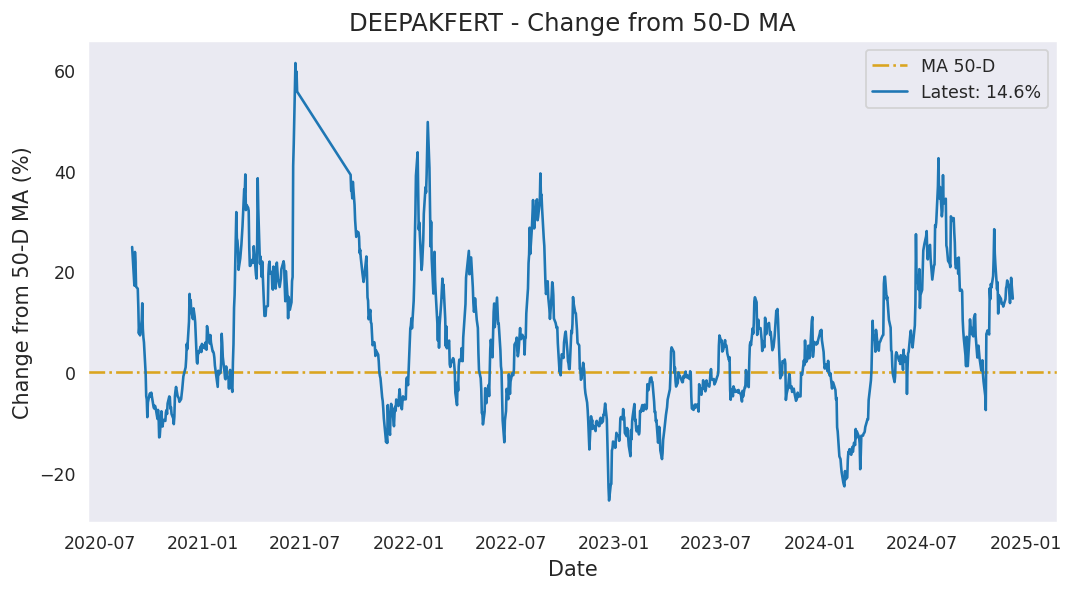 DEEPAKFERT - Change from 50-D MA
MA 50-D
Latest: 14.6%
Change from 50-D MA (%)
60
40
20
0
−20
2020-07 2021-01 2021-07 2022-01 2022-07 2023-01 2023-07 2024-01 2024-07 2025-01
Date